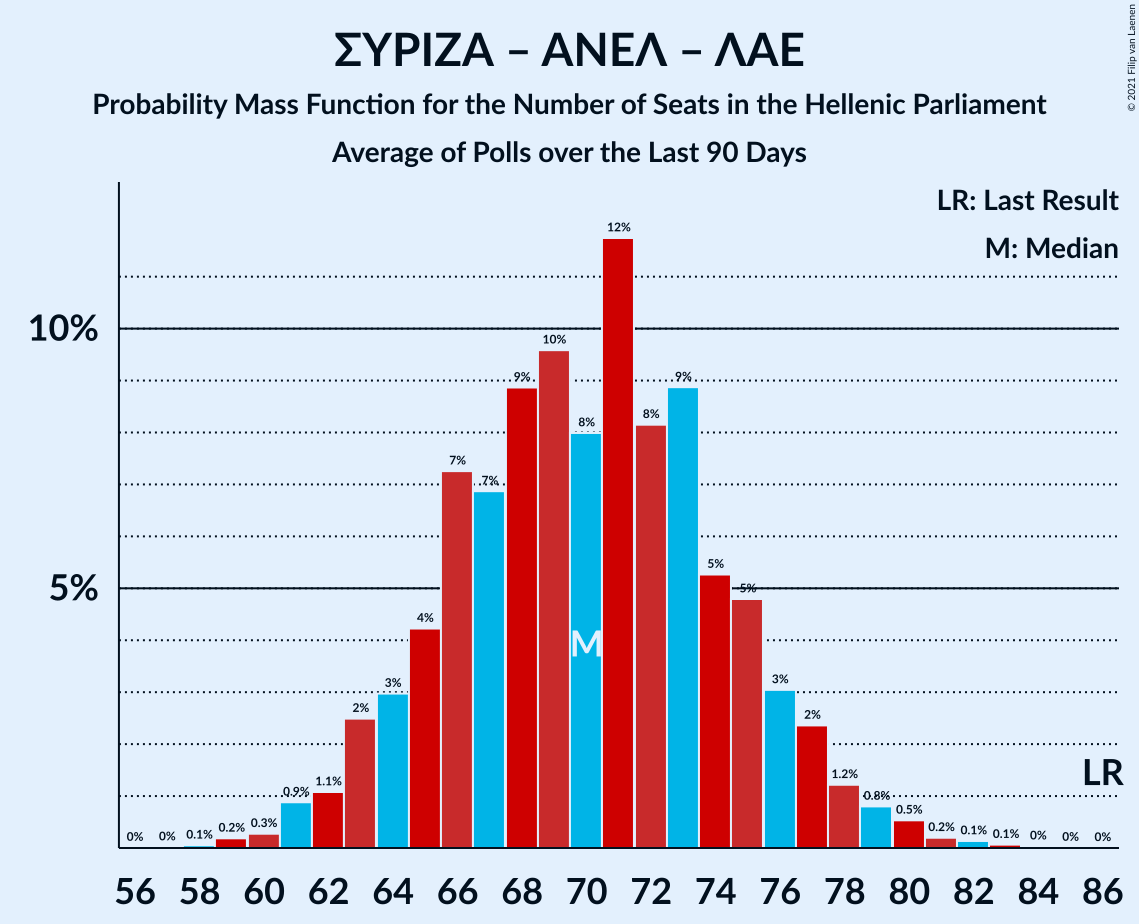 ΣΥΡΙΖΑ – ΑΝΕΛ – ΛΑΕ
Probability Mass Function for the Number of Seats in the Hellenic Parliament
Average of Polls over the Last 90 Days
© 2021 Filip van Laenen
LR: Last Result
M: Median
10%
5%
0% 0% 0.1% 0.2% 0.3% 0.9% 1.1% 2% 3% 4% 7% 7% 9% 10% 8% 12% 8% 9% 5% 5% 3% 2% 1.2% 0.8% 0.5% 0.2% 0.1% 0.1% 0% 0% 0%
M
LR
56 58 60 62 64 66 68 70 72 74 76 78 80 82 84 86